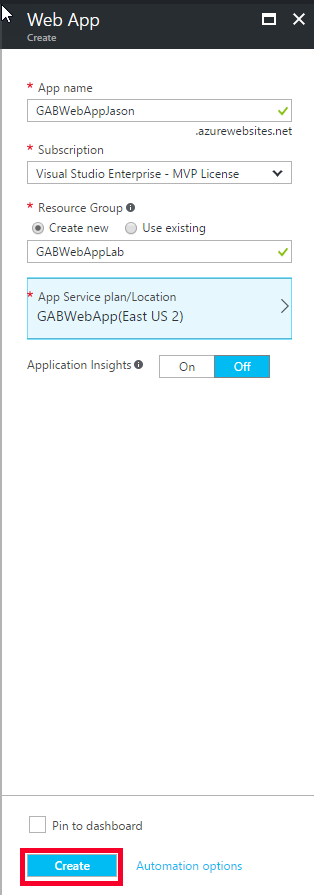 Web App
Create
* App name
GABWebAppJason
.azurewebsites.net
* Subscription
Visual Studio Enterprise - MVP License
* Resource Group
Create new Use existing
GABWebAppLab
* App Service plan/Location
GABWebApp(East US 2)
Application Insights On Off
Pin to dashboard
Create Automation options